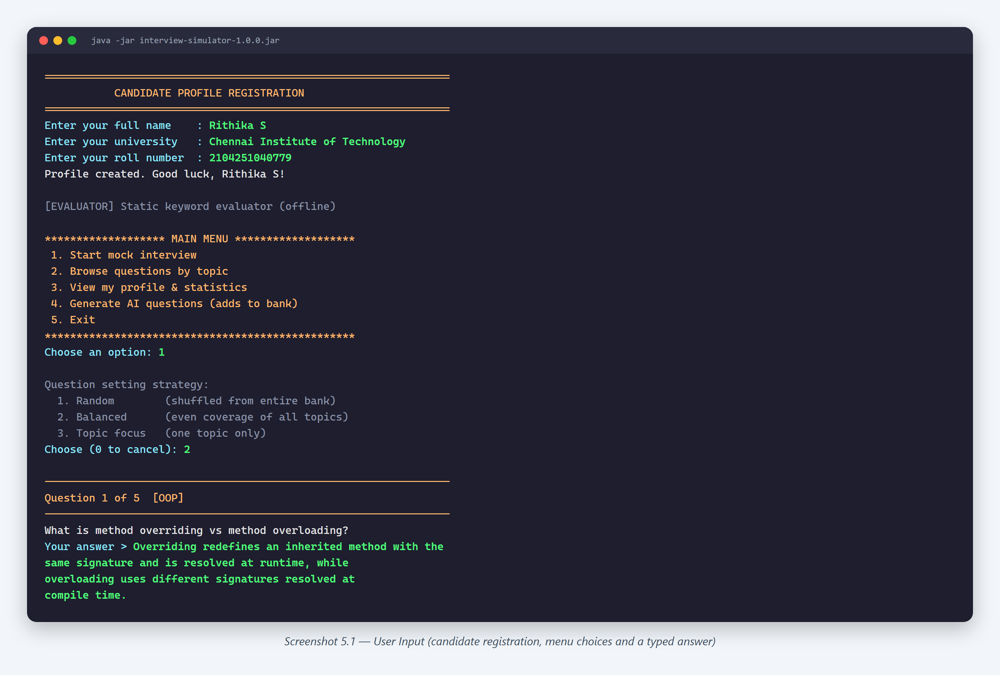 java -jar interview-simulator-1.0.0.jar
CANDIDATE PROFILE REGISTRATION
Enter your full name    : Rithika S
Enter your university   : Chennai Institute of Technology
Enter your roll number  : 2104251040779
Profile created. Good luck, Rithika S!
[EVALUATOR] Static keyword evaluator (offline)
******************* MAIN MENU *******************
1. Start mock interview
2. Browse questions by topic
3. View my profile & statistics
4. Generate AI questions (adds to bank)
5. Exit
*************************************************
Choose an option: 1
Question setting strategy:
1. Random        (shuffled from entire bank)
2. Balanced      (even coverage of all topics)
3. Topic focus   (one topic only)
Choose (0 to cancel): 2
Question 1 of 5  [OOP]
What is method overriding vs method overloading?
Your answer > Overriding redefines an inherited method with the
same signature and is resolved at runtime, while
overloading uses different signatures resolved at
compile time.
Screenshot 5.1 — User Input (candidate registration, menu choices and a typed answer)